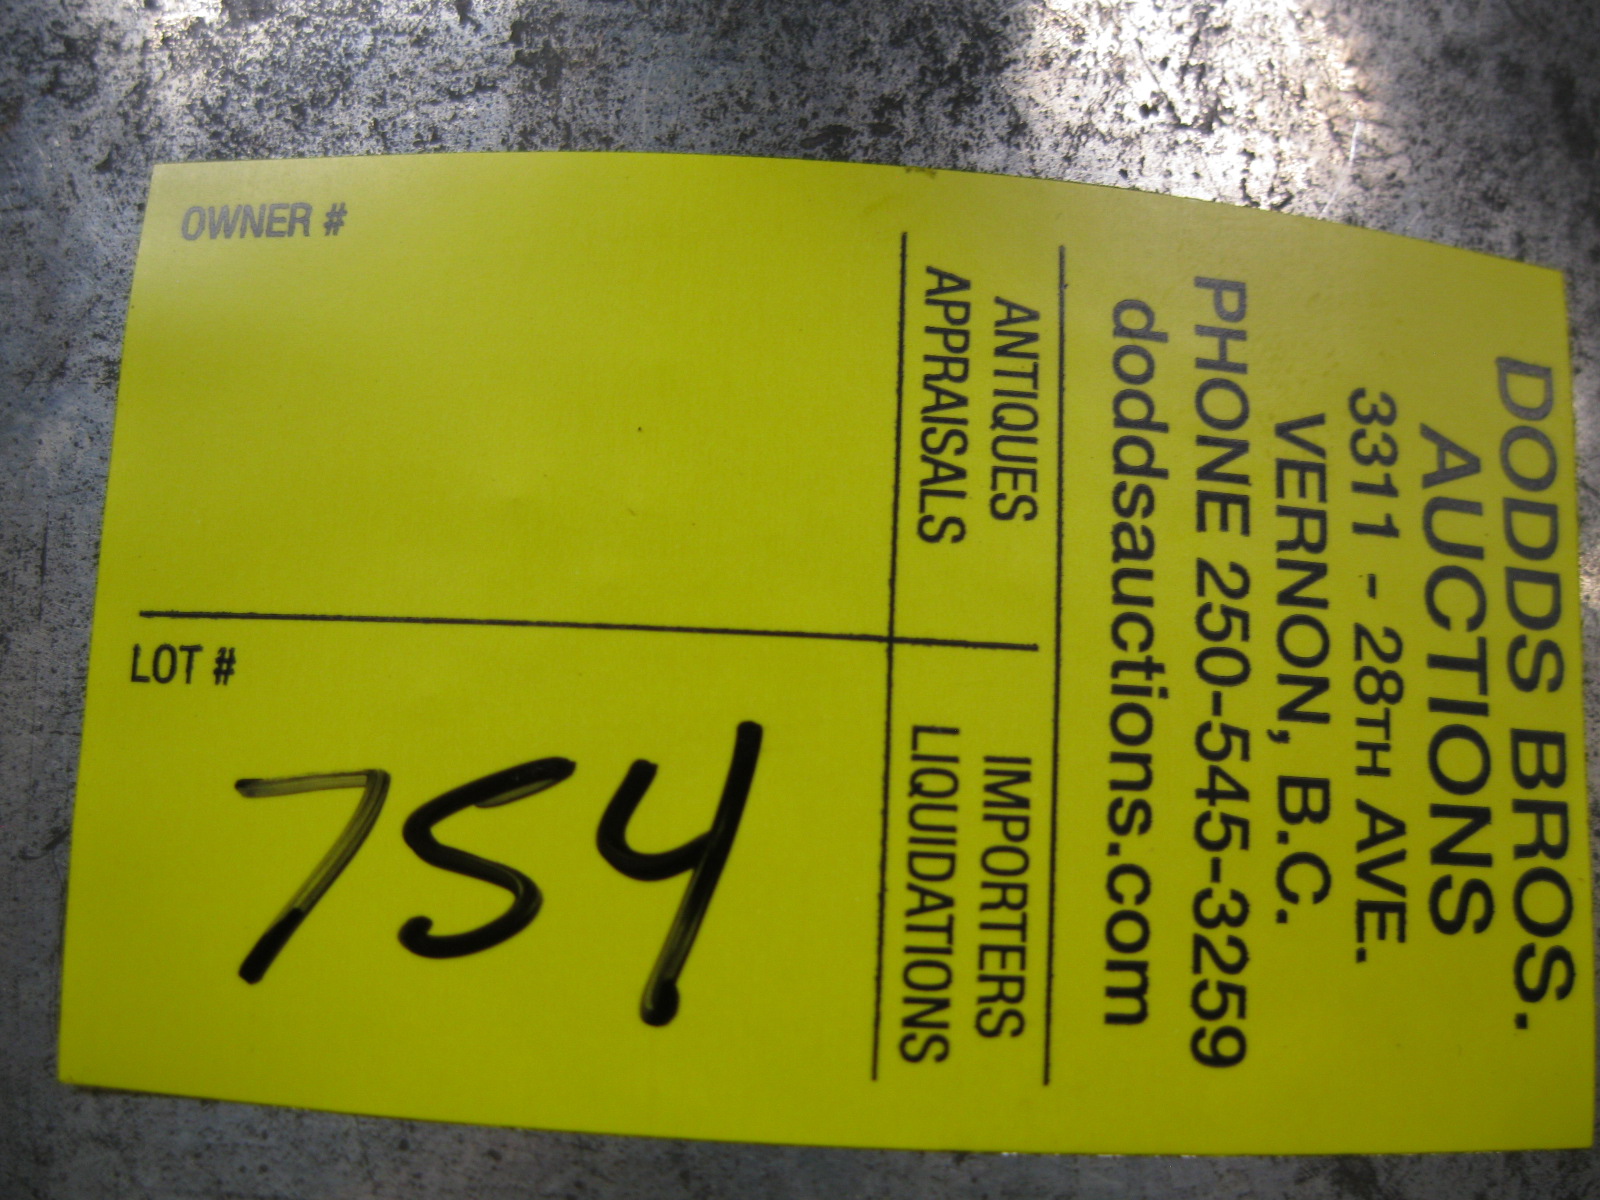 DODDS BROS.
AUCTIONS
3311 - 28TH AVE.
VERNON, B.C.
PHONE 250-545-3259
doddsauctions.com
ANTIQUES
APPRAISALS
IMPORTERS
LIQUIDATIONS
OWNER #
LOT #
754